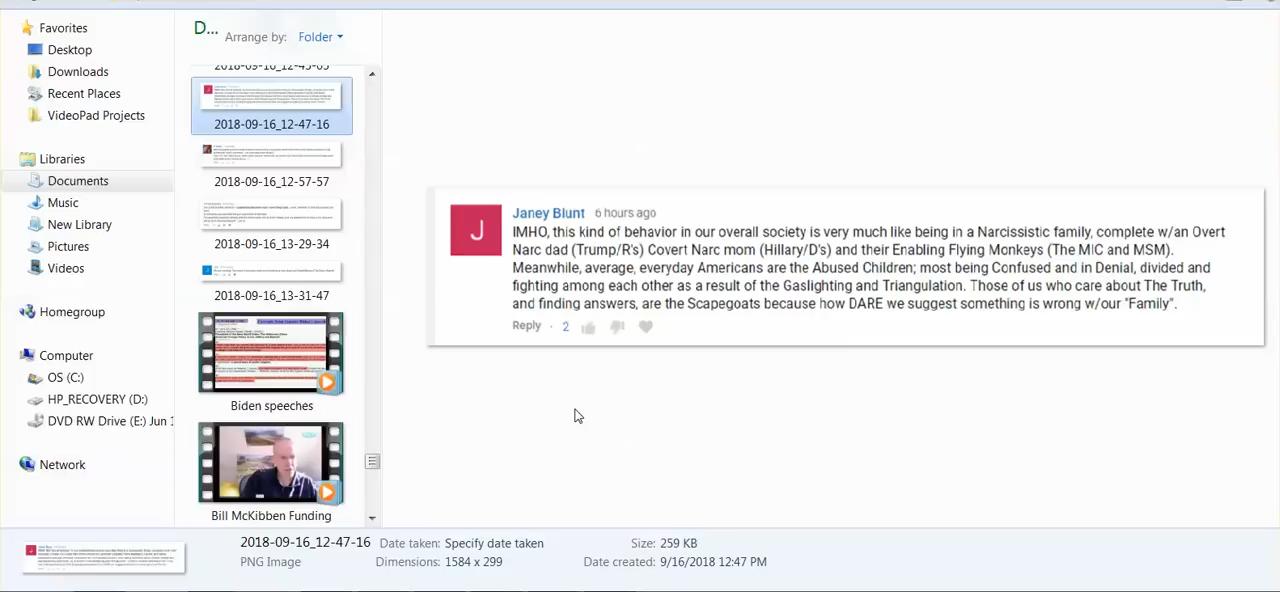 Favorites
Desktop
Downloads
Recent Places
VideoPad Projects
Libraries
Documents
Music
New Library
Pictures
Videos
Homegroup
Computer
OS (C:)
HP_RECOVERY (D:)
DVD RW Drive (E:) Jun 1
Network
D...
Arrange by: Folder
2018-09-16_12-45-05
2018-09-16_12-47-16
2018-09-16_12-57-57
2018-09-16_13-29-34
2018-09-16_13-31-47
Biden speeches
Bill McKibben Funding
J
Janey Blunt 6 hours ago
IMHO, this kind of behavior in our overall society is very much like being in a Narcissistic family, complete w/an Overt
Narc dad (Trump/R's) Covert Narc mom (Hillary/D's) and their Enabling Flying Monkeys (The MIC and MSM).
Meanwhile, average, everyday Americans are the Abused Children; most being Confused and in Denial, divided and
fighting among each other as a result of the Gaslighting and Triangulation. Those of us who care about The Truth,
and finding answers, are the Scapegoats because how DARE we suggest something is wrong w/our "Family".
Reply · 2
2018-09-16_12-47-16 Date taken: Specify date taken Size: 259 KB
PNG Image Dimensions: 1584 x 299 Date created: 9/16/2018 12:47 PM